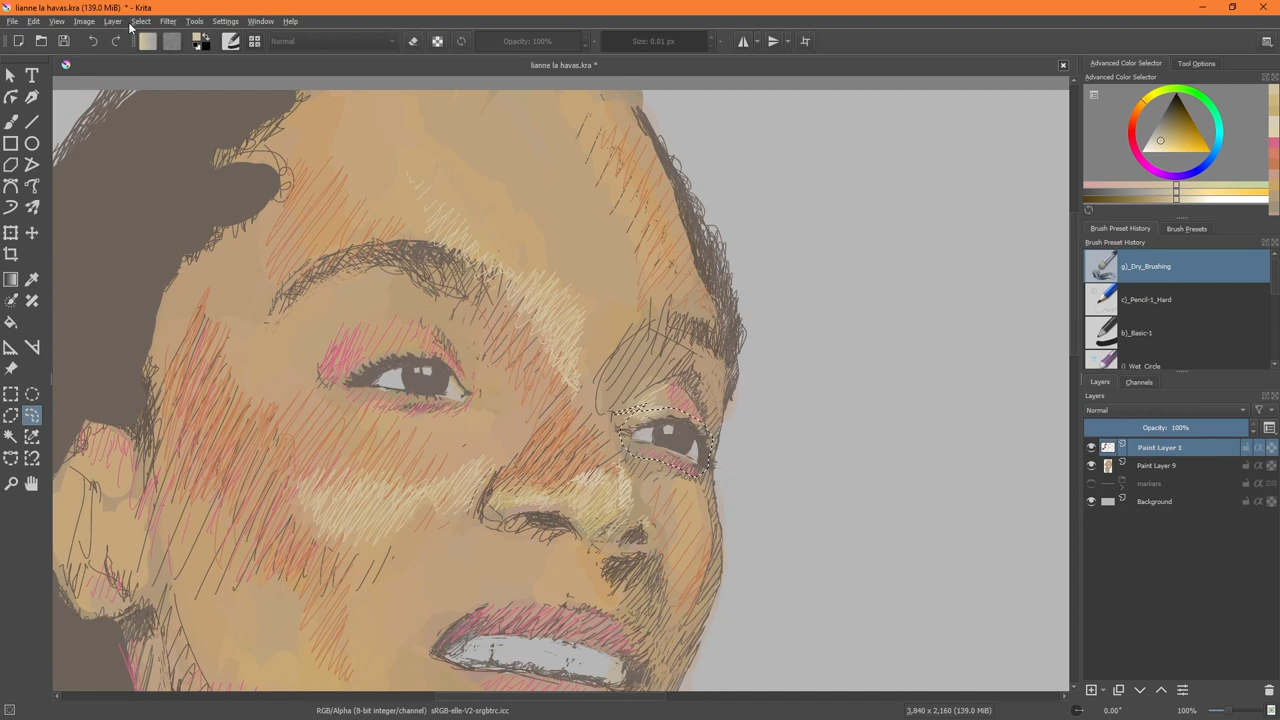 lianne la havas.kra (139.0 MiB) * - Krita
File Edit View Image Layer Select Filter Tools Settings Window Help
Normal Opacity: 100% Size: 0.01 px
lianne la havas.kra *
Advanced Color Selector Tool Options
Advanced Color Selector
Brush Preset History Brush Presets
Brush Preset History
g)_Dry_Brushing
c)_Pencil-1_Hard
b)_Basic-1
i)_Wet_Circle
Layers Channels
Layers
Normal
Opacity: 100%
Paint Layer 9
markers
Background
RGB/Alpha (8-bit integer/channel) sRGB-elle-V2-srgbtrc.icc
3,840 x 2,160 (139.0 MiB)
0.00°
100%